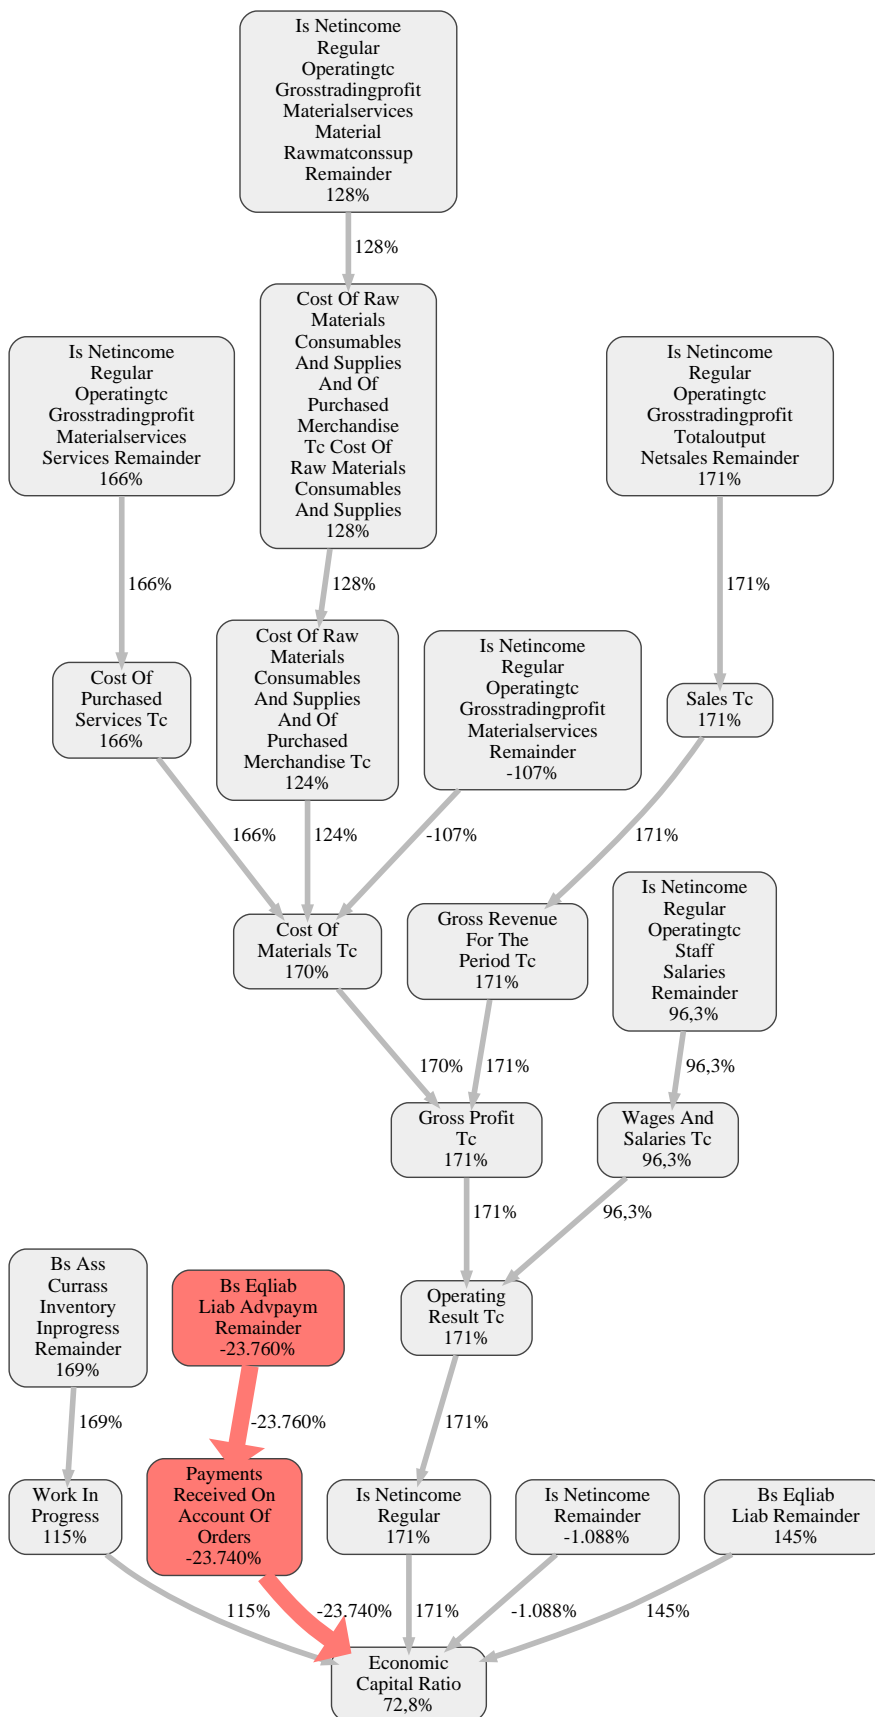 Is Netincome
Regular
Operatingtc
Grosstradingprofit
Materialservices
Material
Rawmatconssup
Remainder
128%
128%
Cost Of Raw
Materials
Consumables
And Supplies
And Of
Purchased
Merchandise
Tc Cost Of
Raw Materials
Consumables
And Supplies
128%
Is Netincome
Regular
Operatingtc
Grosstradingprofit
Materialservices
Services Remainder
166%
Is Netincome
Regular
Operatingtc
Grosstradingprofit
Totaloutput
Netsales Remainder
171%
166%
128%
171%
Cost Of
Purchased
Services Tc
166%
Cost Of Raw
Materials
Consumables
And Supplies
And Of
Purchased
Merchandise Tc
124%
Is Netincome
Regular
Operatingtc
Grosstradingprofit
Materialservices
Remainder
-107%
Sales Tc
171%
166%
124%
-107%
171%
Cost Of
Materials Tc
170%
Gross Revenue
For The
Period Tc
171%
Is Netincome
Regular
Operatingtc
Staff
Salaries
Remainder
96,3%
170%
171%
96,3%
Gross Profit
Tc
171%
Wages And
Salaries Tc
96,3%
171%
96,3%
Bs Ass
Currass
Inventory
Inprogress
Remainder
169%
Bs Eqliab
Liab Advpaym
Remainder
-23.760%
Operating
Result Tc
171%
169%
-23.760%
171%
Work In
Progress
115%
Payments
Received On
Account Of
Orders
-23.740%
Is Netincome
Regular
171%
Is Netincome
Remainder
-1.088%
Bs Eqliab
Liab Remainder
145%
115%
-23.740%
171%
-1.088%
145%
Economic
Capital Ratio
72,8%